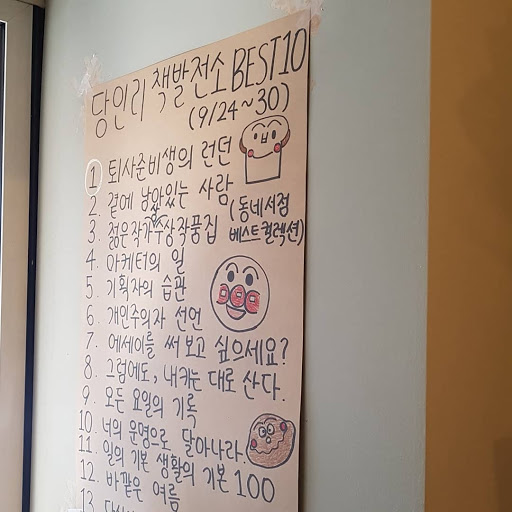 당인리 책발전소 BEST10
(9/24~30)
1 퇴사준비생의 런던
2. 곁에 남아있는 사람
3. 젊은작가수상작품집 (동네서점 베스트컬렉션)
4. 마케터의 일
5. 기획자의 습관
6. 개인주의자 선언
7. 에세이를 써보고 싶으세요?
8. 그럼에도, 내키는 대로 산다.
9. 모든 요일의 기록
10. 너의 운명으로 달아나라.
11. 일의 기본 생활의 기본 100
12. 바깥은 여름
13